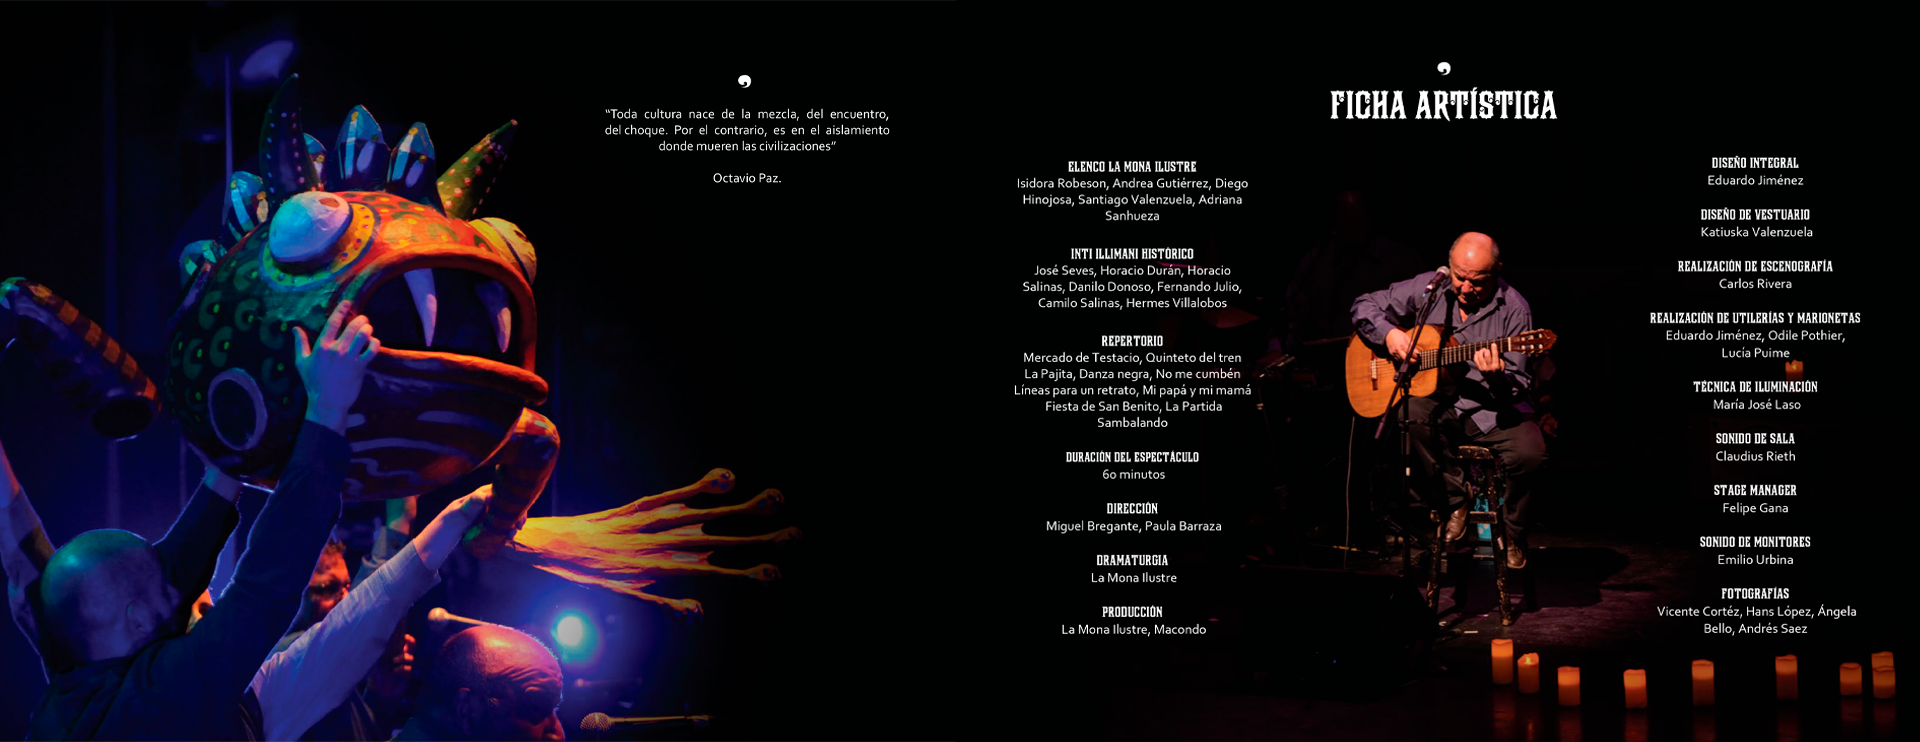 “Toda cultura nace de la mezcla, del encuentro,
del choque. Por el contrario, es en el aislamiento
donde mueren las civilizaciones”
Octavio Paz.
FICHA ARTÍSTICA
ELENCO LA MONA ILUSTRE
Isidora Robeson, Andrea Gutiérrez, Diego
Hinojosa, Santiago Valenzuela, Adriana
Sanhueza
INTI ILLIMANI HISTÓRICO
José Seves, Horacio Durán, Horacio
Salinas, Danilo Donoso, Fernando Julio,
Camilo Salinas, Hermes Villalobos
REPERTORIO
Mercado de Testacio, Quinteto del tren
La Pajita, Danza negra, No me cumbén
Líneas para un retrato, Mi papá y mi mamá
Fiesta de San Benito, La Partida
Sambalando
DURACIÓN DEL ESPECTÁCULO
60 minutos
DIRECCIÓN
Miguel Bregante, Paula Barraza
DRAMATURGIA
La Mona Ilustre
PRODUCCIÓN
La Mona Ilustre, Macondo
DISEÑO INTEGRAL
Eduardo Jiménez
DISEÑO DE VESTUARIO
Katiuska Valenzuela
REALIZACIÓN DE ESCENOGRAFÍA
Carlos Rivera
REALIZACIÓN DE UTILERÍAS Y MARIONETAS
Eduardo Jiménez, Odile Pothier,
Lucía Puime
TÉCNICA DE ILUMINACIÓN
María José Laso
SONIDO DE SALA
Claudius Rieth
STAGE MANAGER
Felipe Gana
SONIDO DE MONITORES
Emilio Urbina
FOTOGRAFÍAS
Vicente Cortéz, Hans López, Ángela
Bello, Andrés Saez